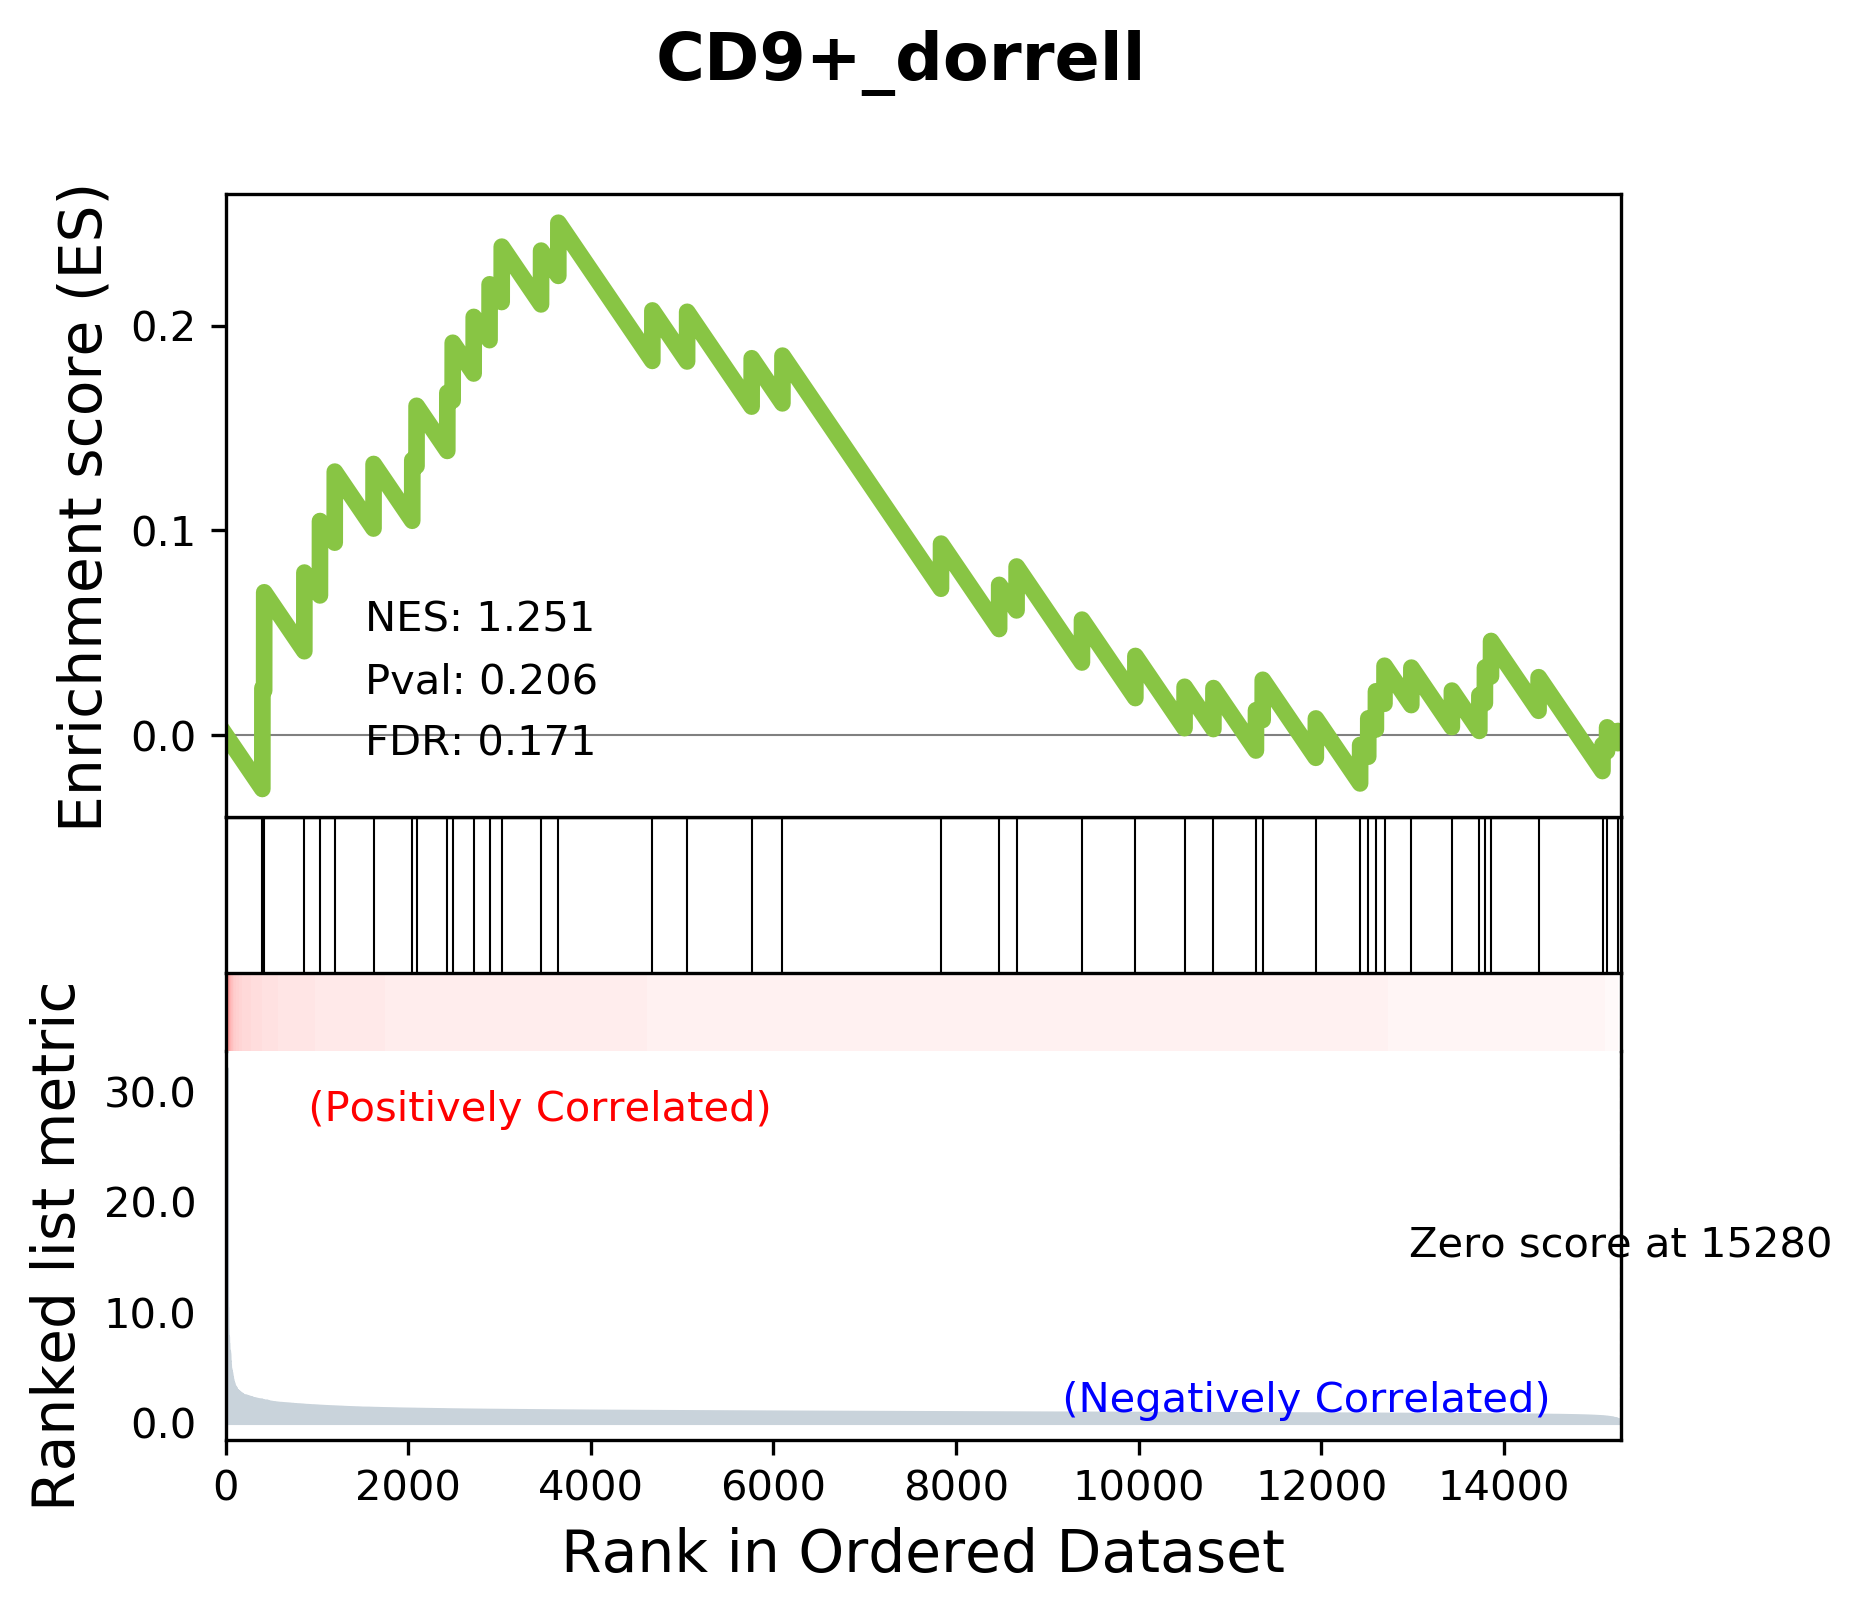 CD9+_dorrell
Enrichment score (ES)
0.2
0.1
0.0
NES: 1.251
Pval: 0.206
FDR: 0.171
Ranked list metric
30.0
20.0
10.0
0.0
(Positively Correlated)
Zero score at 15280
(Negatively Correlated)
0 2000 4000 6000 8000 10000 12000 14000
Rank in Ordered Dataset